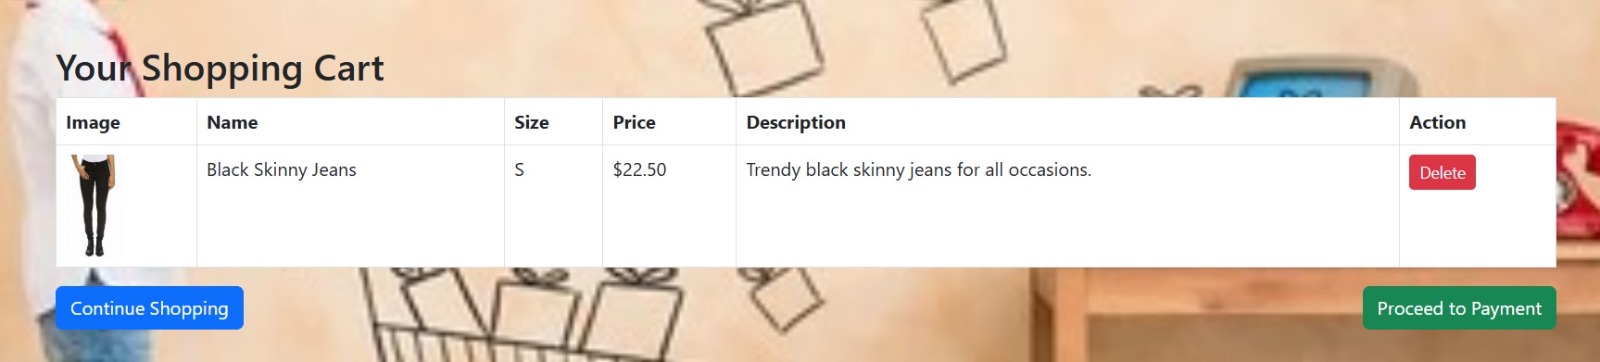 Your Shopping Cart
Image Name Size Price Description Action
Black Skinny Jeans S $22.50 Trendy black skinny jeans for all occasions. Delete
Continue Shopping Proceed to Payment